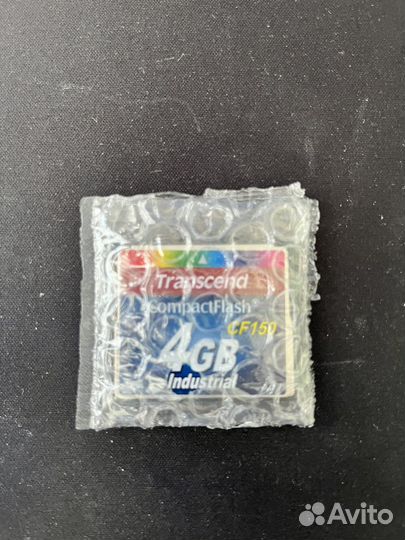 Transcend
CompactFlash
CF150
4GB
Industrial
Avito